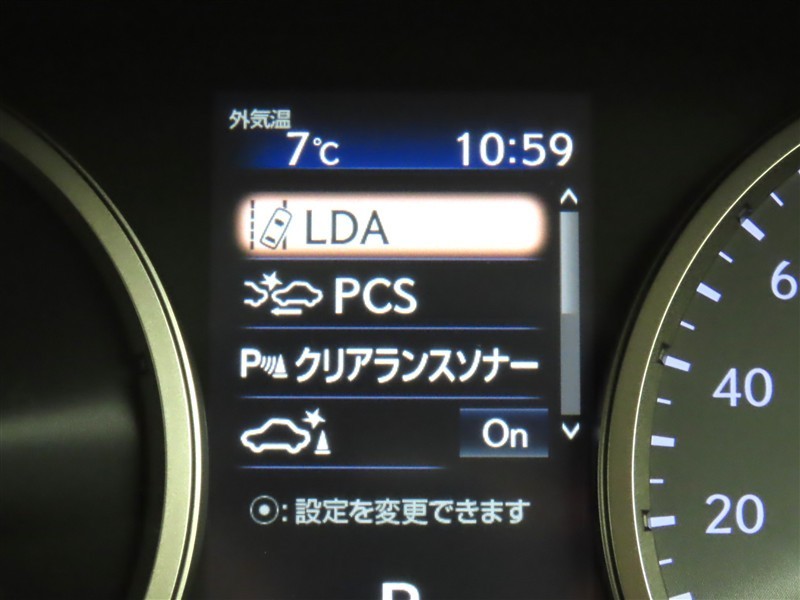 外気温
7℃ 10:59
LDA
PCS
P クリアランスソナー
On
: 設定を変更できます
6
40
20